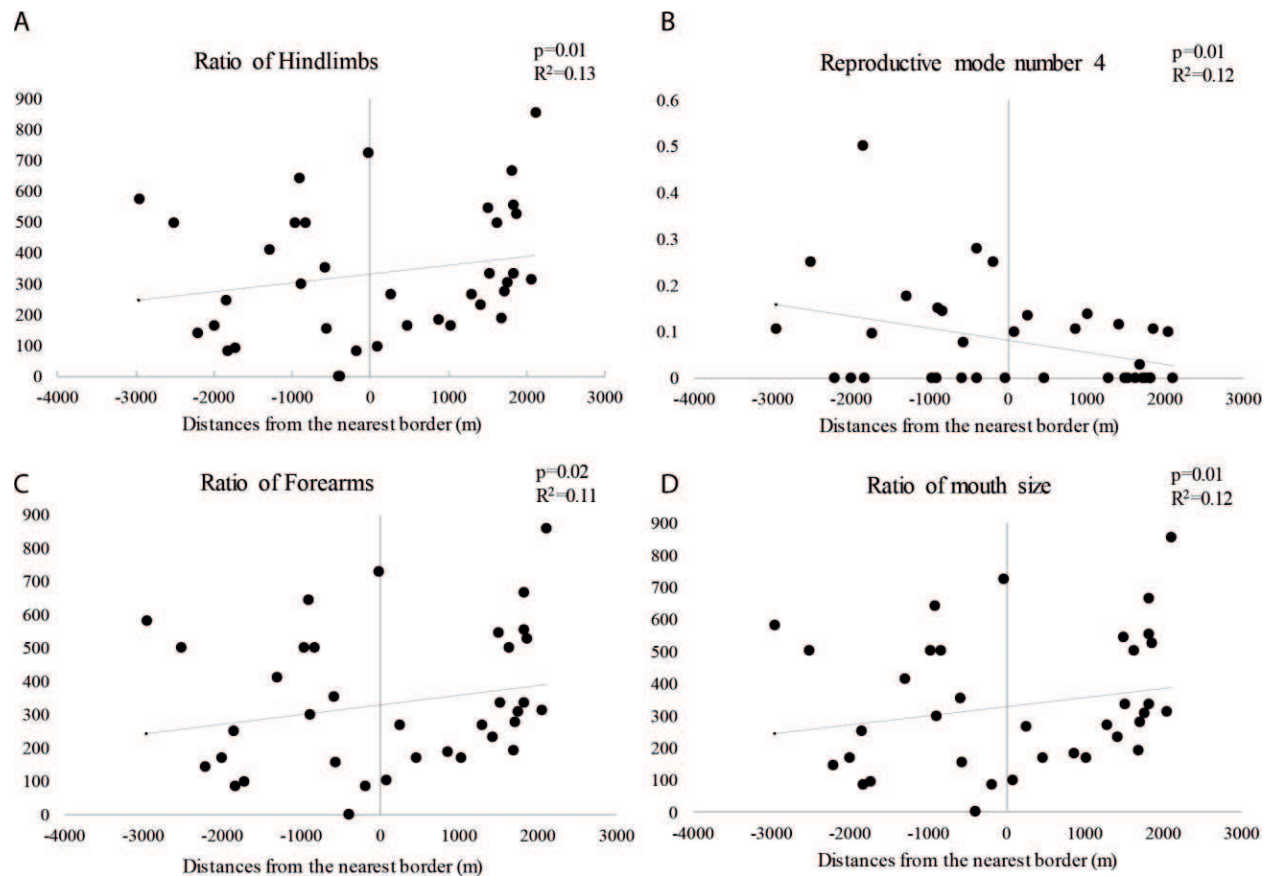 A
Ratio of Hindlimbs
p=0.01
R²=0.13
900
800
700
600
500
400
300
200
100
0
-4000 -3000 -2000 -1000 0 1000 2000 3000
Distances from the nearest border (m)
B
Reproductive mode number 4
p=0.01
R²=0.12
0.6
0.5
0.4
0.3
0.2
0.1
0
-4000 -3000 -2000 -1000 0 1000 2000 3000
Distances from the nearest border (m)
C
Ratio of Forearms
p=0.02
R²=0.11
900
800
700
600
500
400
300
200
100
0
-4000 -3000 -2000 -1000 0 1000 2000 3000
Distances from the nearest border (m)
D
Ratio of mouth size
p=0.01
R²=0.12
900
800
700
600
500
400
300
200
100
0
-4000 -3000 -2000 -1000 0 1000 2000 3000
Distances from the nearest border (m)